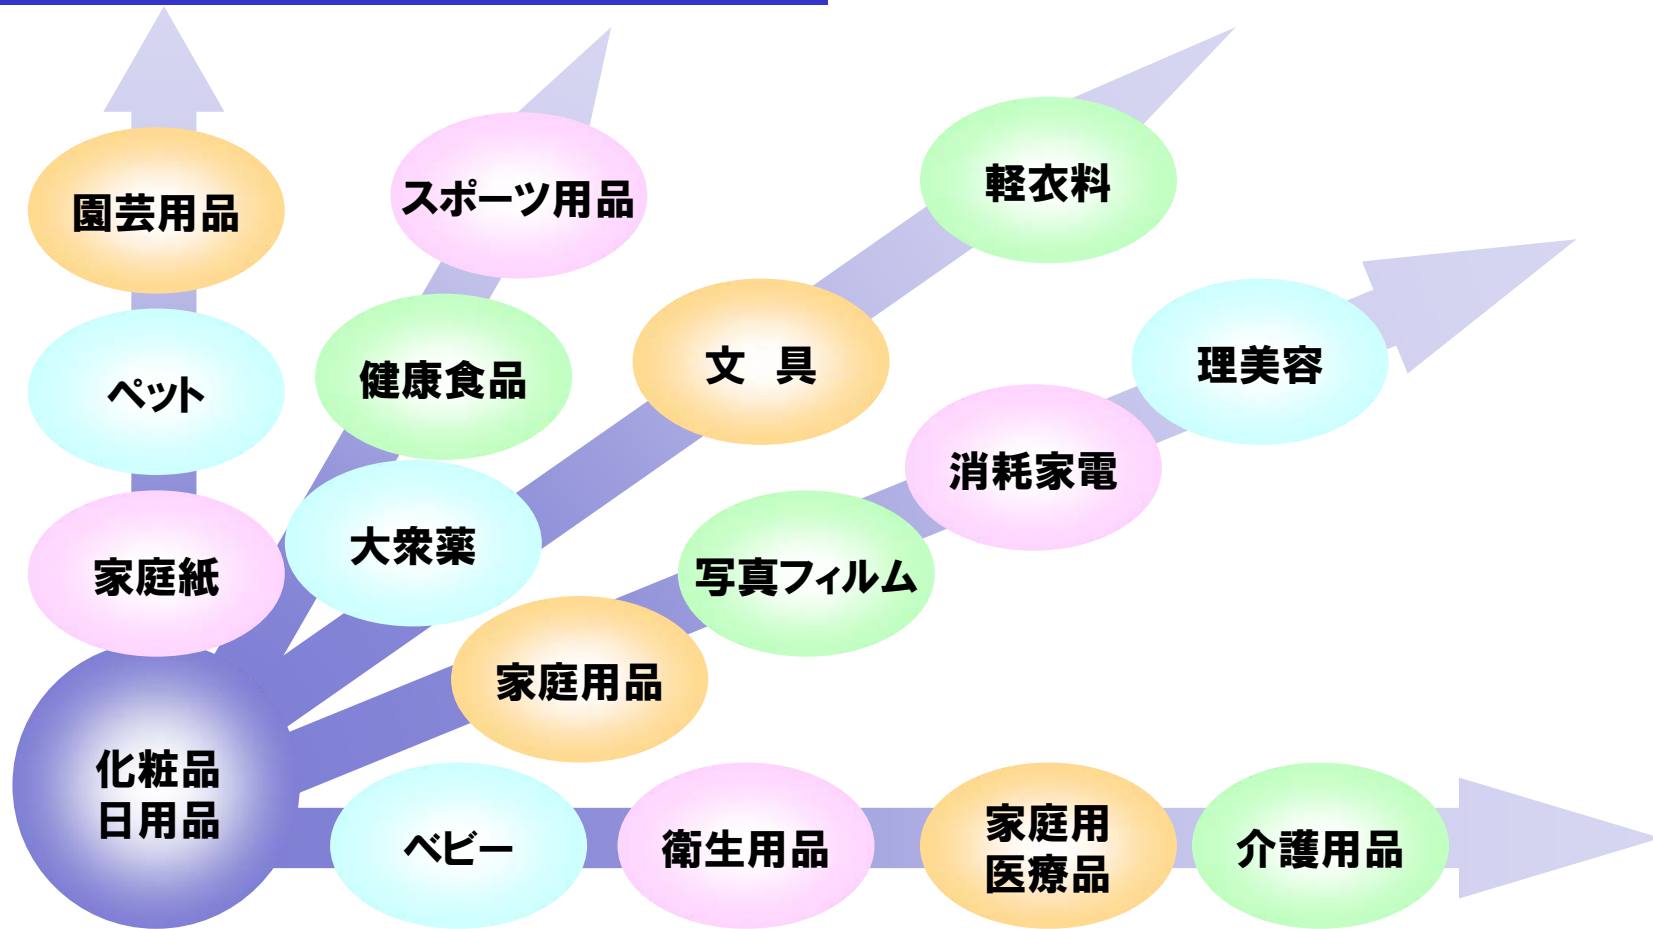 園芸用品
スポーツ用品
軽衣料
ペット
健康食品
文　具
理美容
家庭紙
大衆薬
写真フィルム
消耗家電
家庭用品
化粧品
日用品
ベビー
衛生用品
家庭用
医療品
介護用品